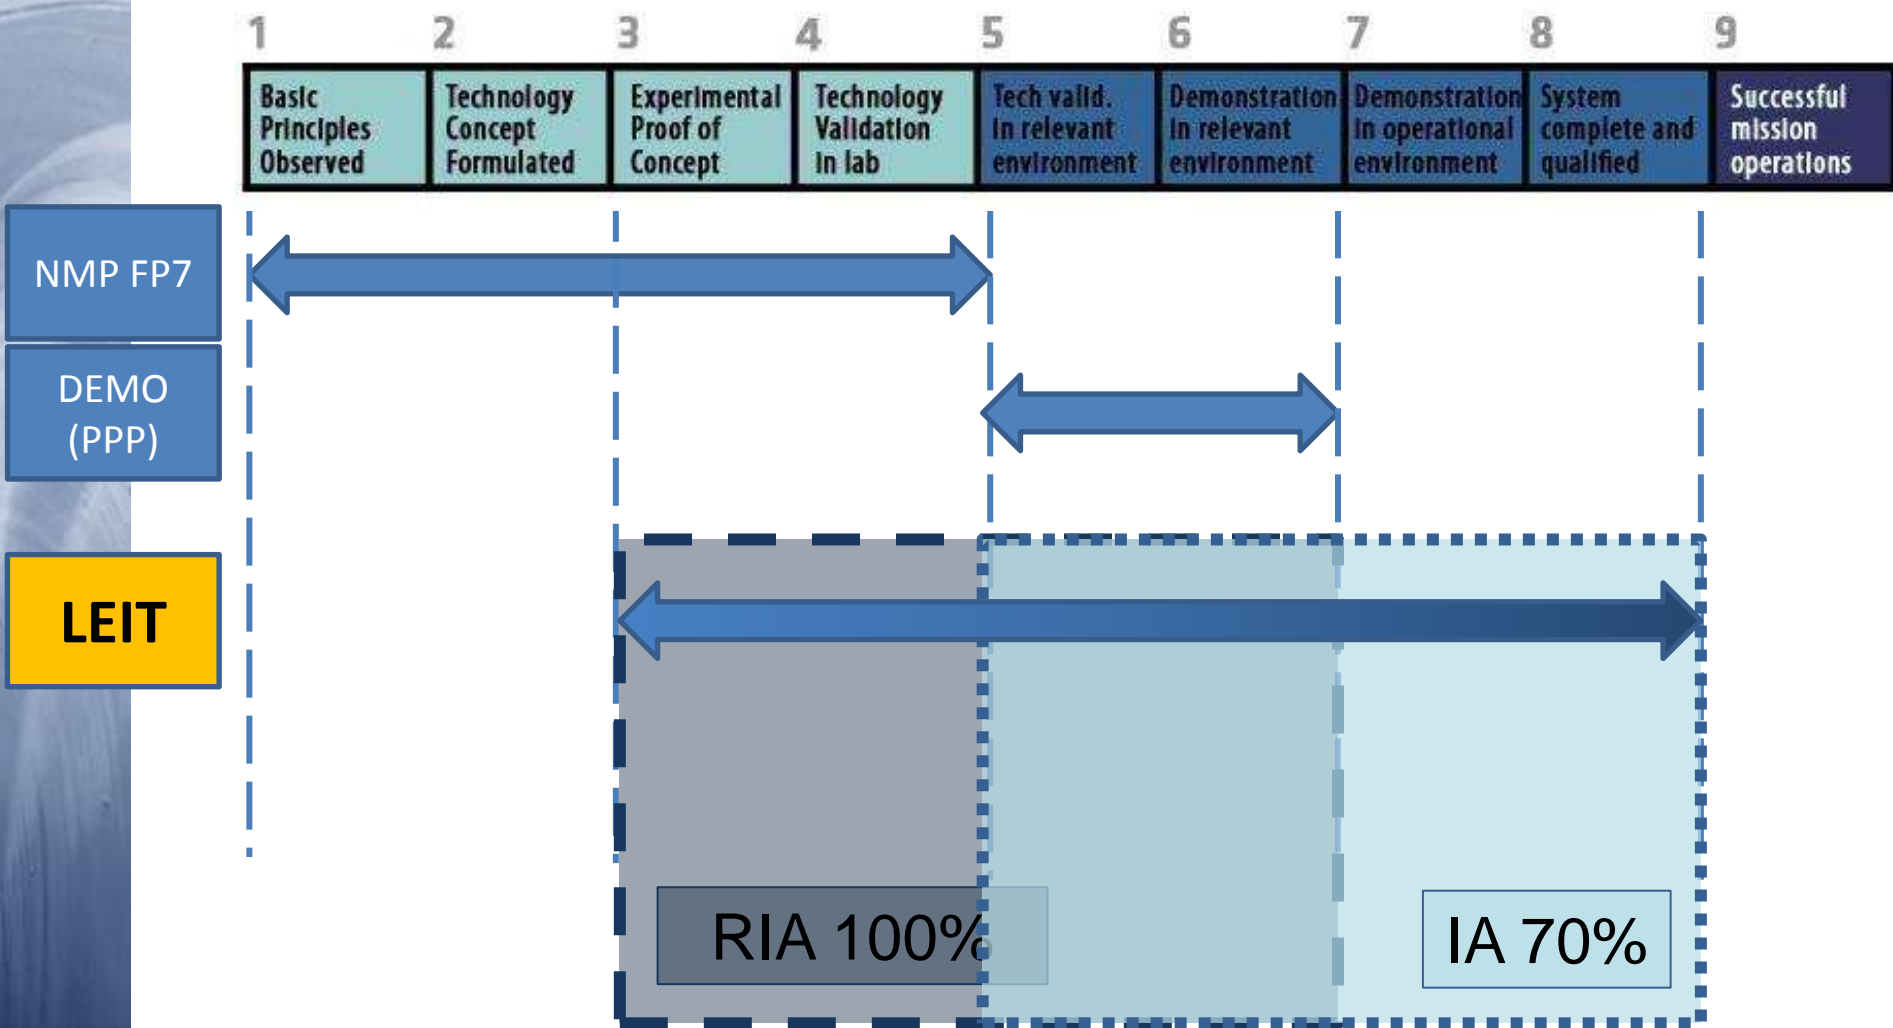 1 2 3 4 5 6 7 8 9
Basic
Principles
Observed
Technology
Concept
Formulated
Experimental
Proof of
Concept
Technology
Validation
in lab
Tech valid.
in relevant
environment
Demonstration
in relevant
environment
Demonstration
in operational
environment
System
complete and
qualified
Successful
mission
operations
NMP FP7
DEMO
(PPP)
LEIT
RIA 100%
IA 70%